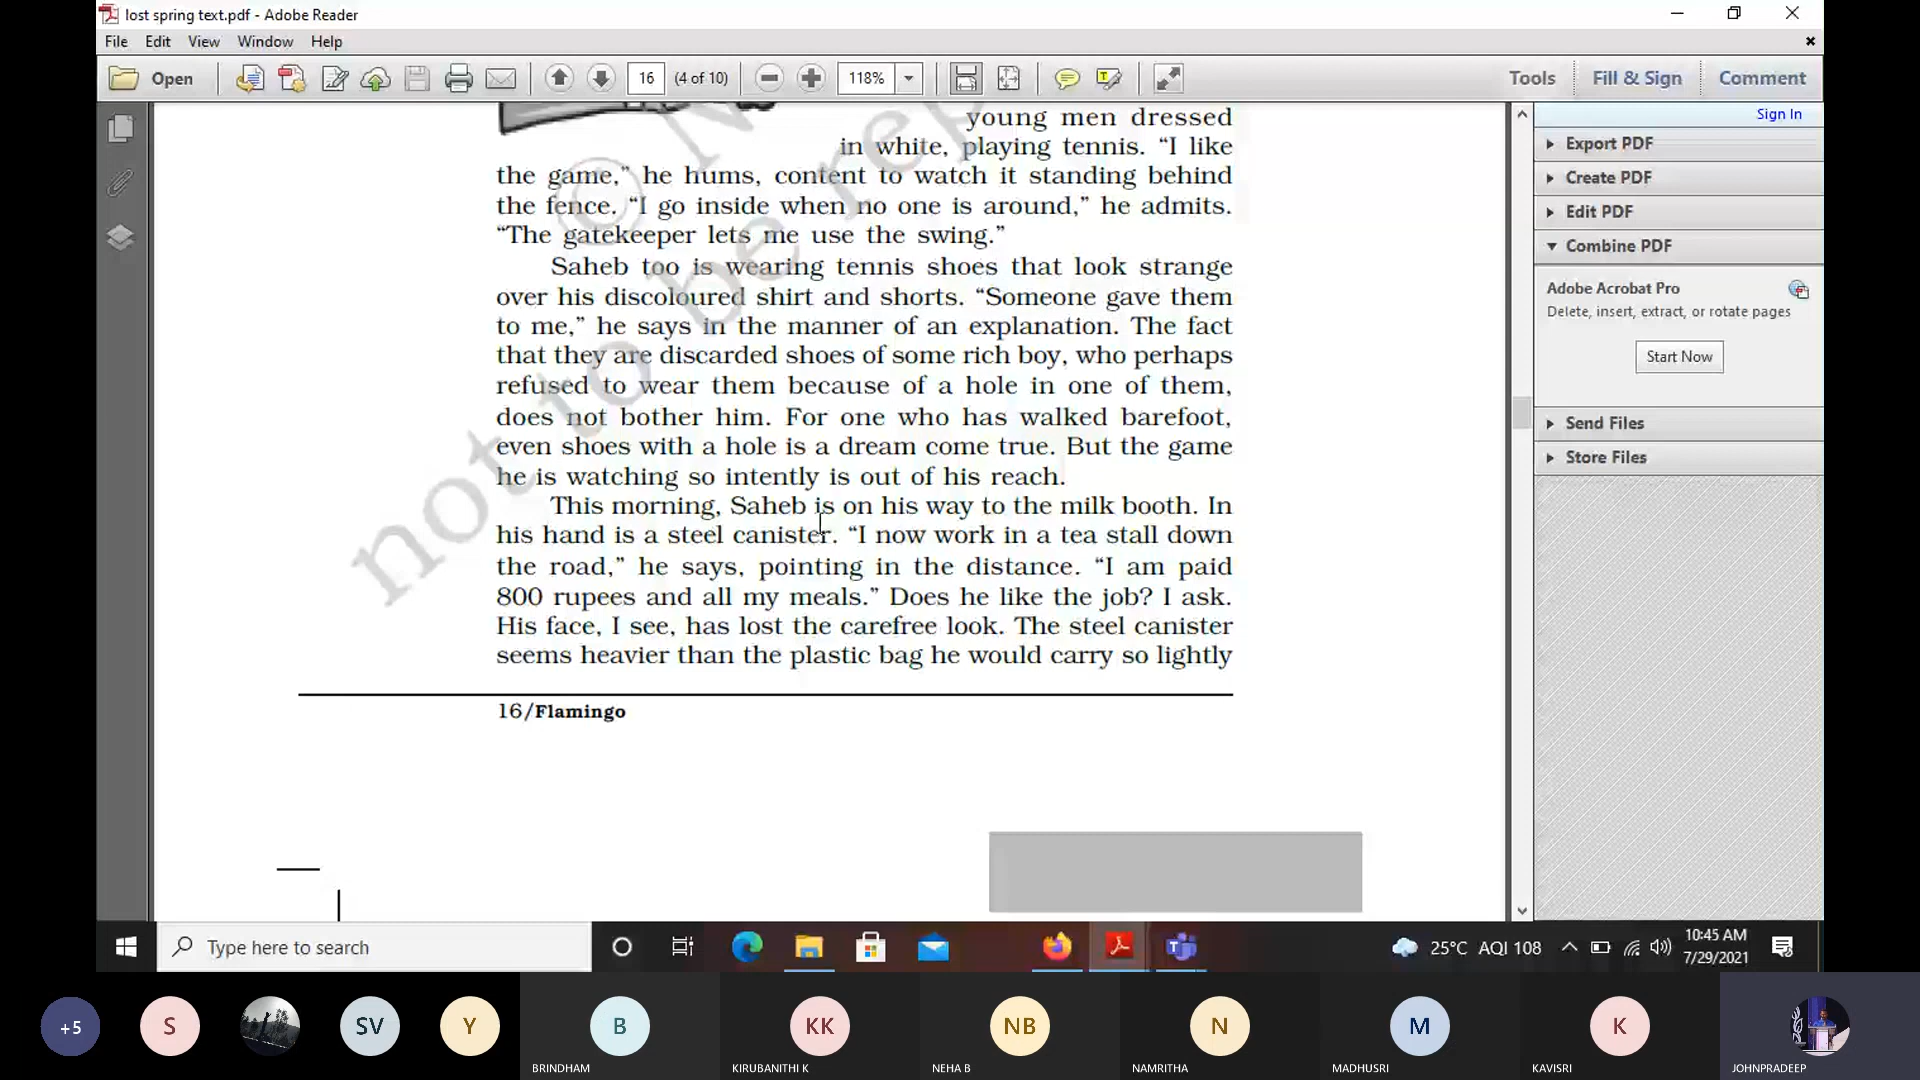 lost spring text.pdf - Adobe Reader
File Edit View Window Help
Open 16 (4 of 10) 118% Tools Fill & Sign Comment
Sign In
Export PDF
Create PDF
Edit PDF
Combine PDF
Adobe Acrobat Pro
Delete, insert, extract, or rotate pages
Start Now
Send Files
Store Files
young men dressed
in white, playing tennis. “I like
the game,” he hums, content to watch it standing behind
the fence. “I go inside when no one is around,” he admits.
“The gatekeeper lets me use the swing.”
Saheb too is wearing tennis shoes that look strange
over his discoloured shirt and shorts. “Someone gave them
to me,” he says in the manner of an explanation. The fact
that they are discarded shoes of some rich boy, who perhaps
refused to wear them because of a hole in one of them,
does not bother him. For one who has walked barefoot,
even shoes with a hole is a dream come true. But the game
he is watching so intently is out of his reach.
This morning, Saheb is on his way to the milk booth. In
his hand is a steel canister. “I now work in a tea stall down
the road,” he says, pointing in the distance. “I am paid
800 rupees and all my meals.” Does he like the job? I ask.
His face, I see, has lost the carefree look. The steel canister
seems heavier than the plastic bag he would carry so lightly
16/Flamingo
©
not to be rep
Type here to search
25°C AQI 108
10:45 AM
7/29/2021
+5 S SV Y B KK NB N M K
BRINDHAM KIRUBANITHI K NEHA B NAMRITHA MADHUSRI KAVISRI JOHNPRADEEP